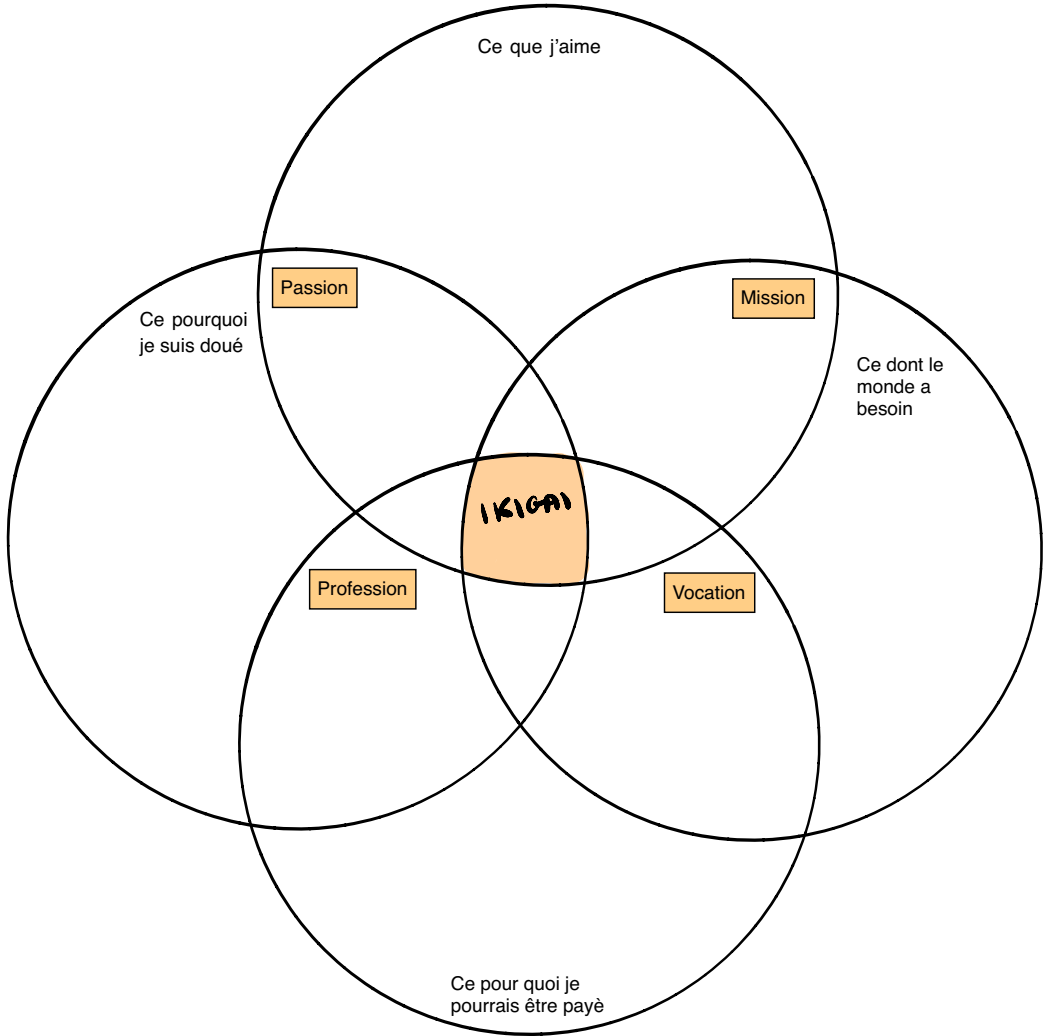 Ce que j'aime
Passion
Mission
Ce pourquoi
je suis doué
Ce dont le
monde a
besoin
IKIGAI
Profession
Vocation
Ce pour quoi je
pourrais être payè